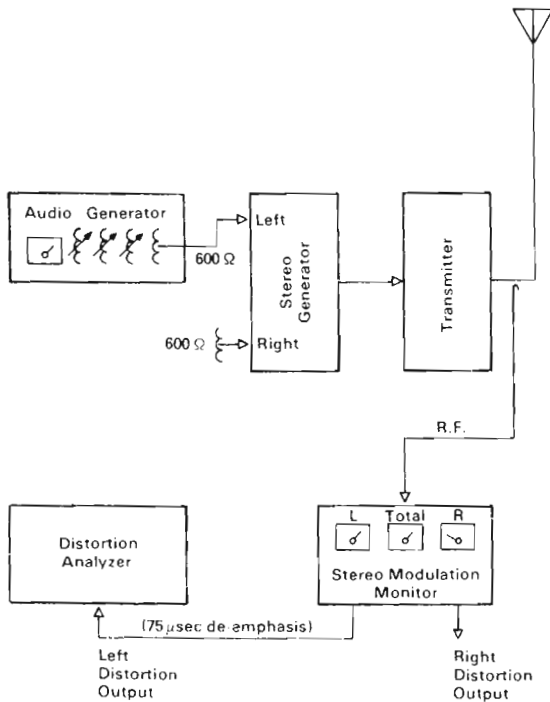 Audio Generator
600 Ω
Left
Stereo
Generator
600 Ω
Right
Transmitter
R.F.
L Total R
Stereo Modulation
Monitor
Distortion
Analyzer
(75 μsec de-emphasis)
Left
Distortion
Output
Right
Distortion
Output